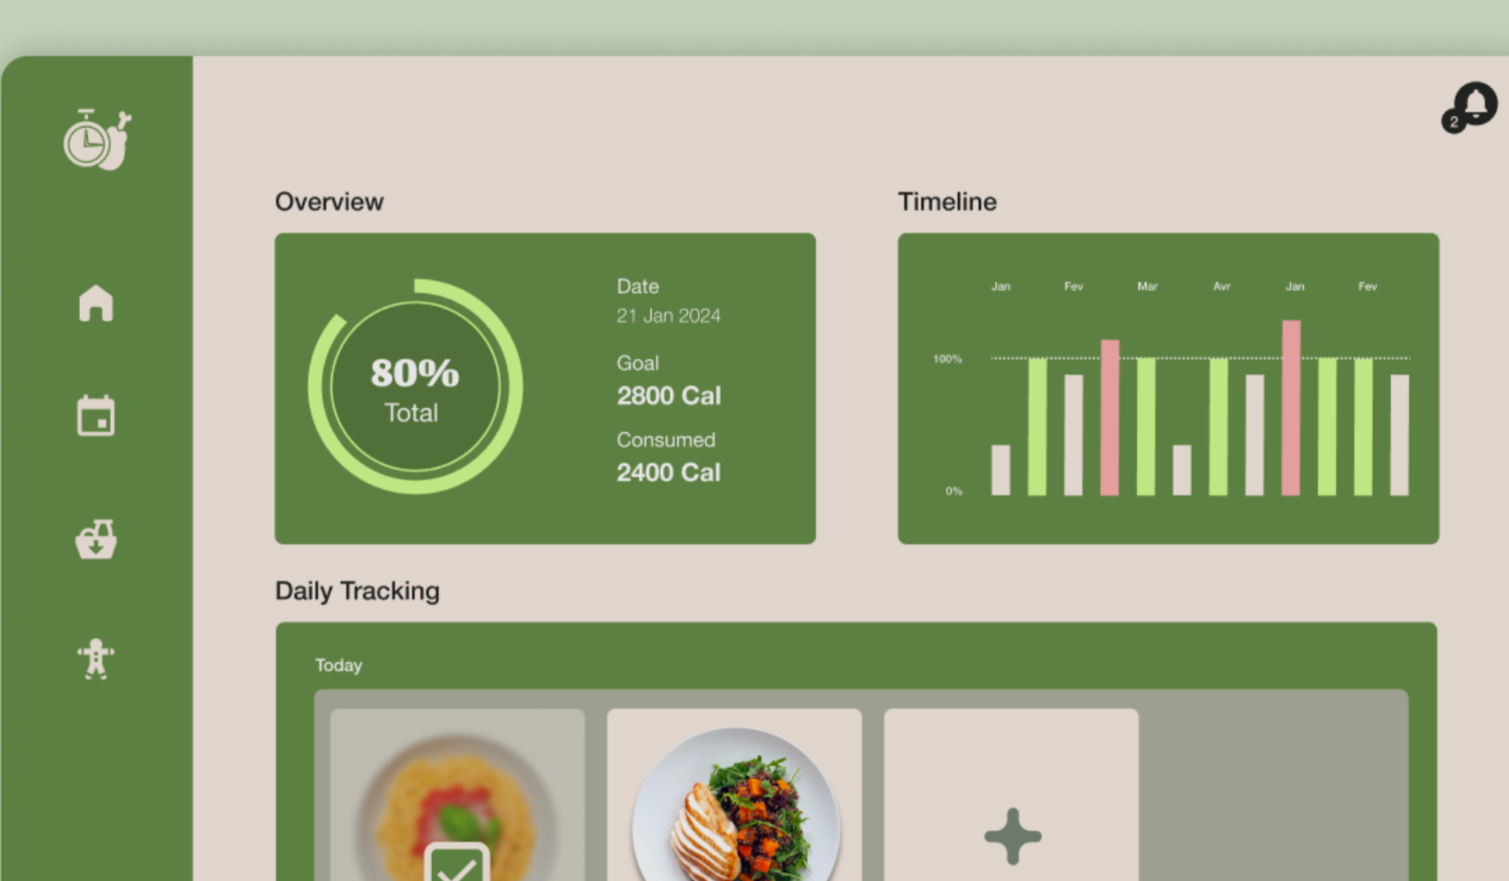 2
Overview
80%
Total
Date
21 Jan 2024
Goal
2800 Cal
Consumed
2400 Cal
Timeline
Jan Fev Mar Avr Jan Fev
100%
0%
Daily Tracking
Today